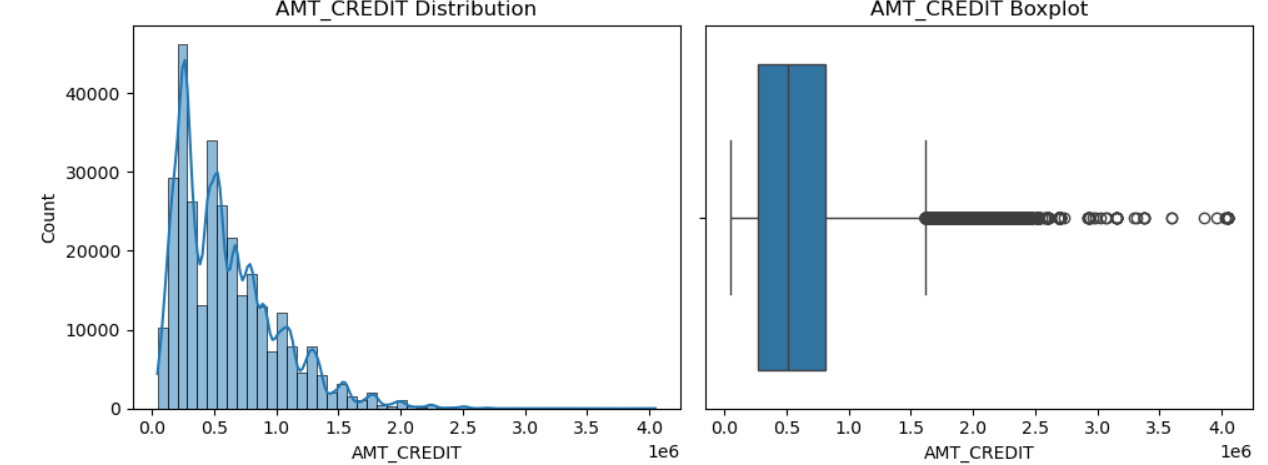 AMT_CREDIT Distribution
Count
40000
30000
20000
10000
0
0.0 0.5 1.0 1.5 2.0 2.5 3.0 3.5 4.0
1e6
AMT_CREDIT
AMT_CREDIT Boxplot
0.0 0.5 1.0 1.5 2.0 2.5 3.0 3.5 4.0
1e6
AMT_CREDIT